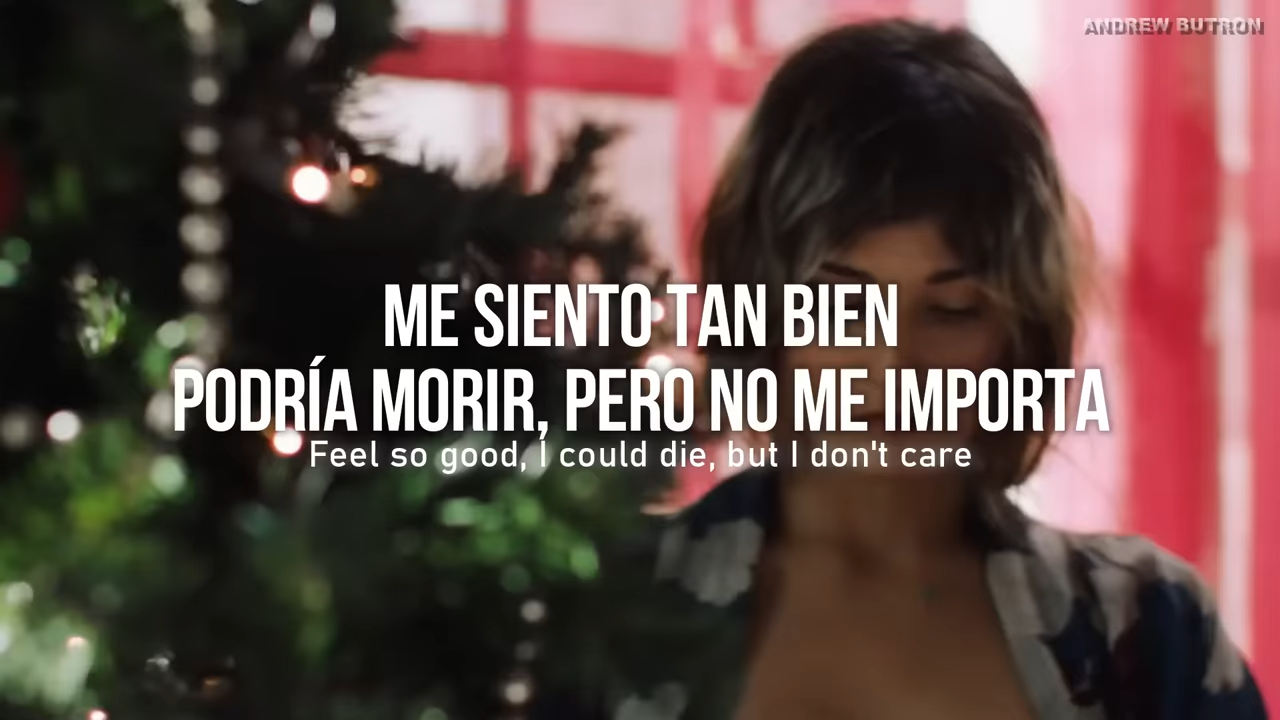 ANDREW BUTRON
ME SIENTO TAN BIEN
PODRÍA MORIR, PERO NO ME IMPORTA
Feel so good, I could die, but I don't care